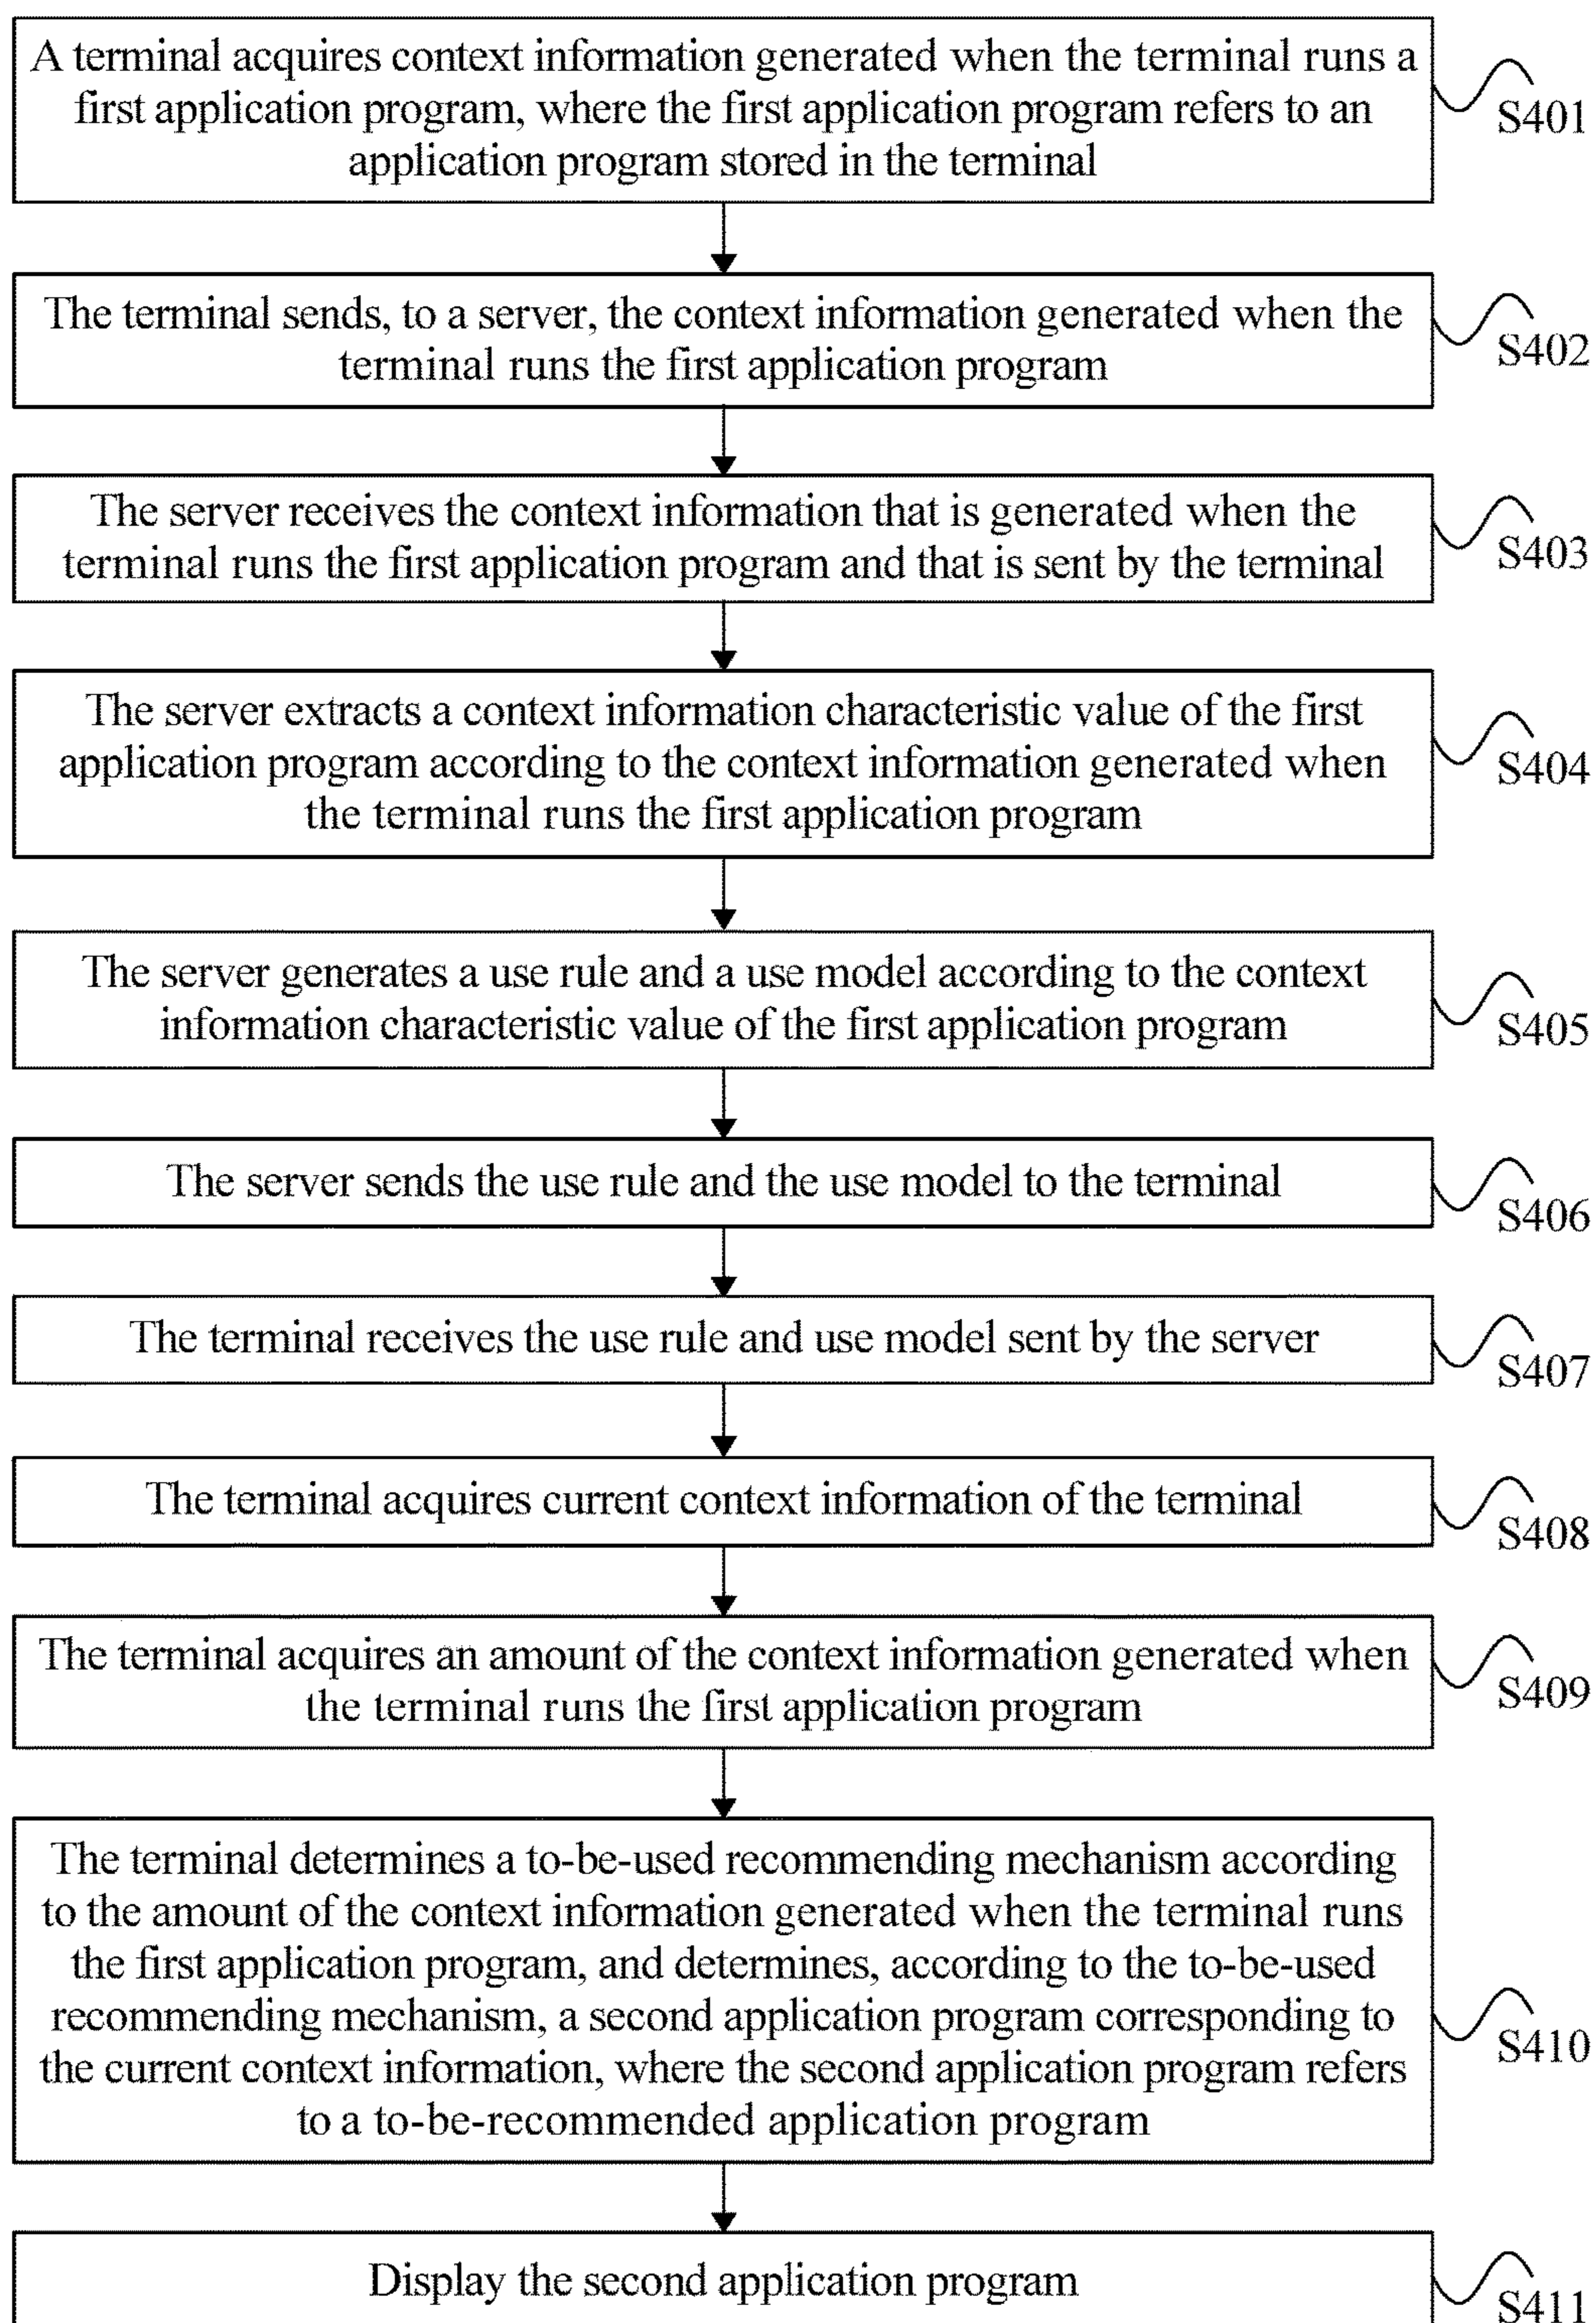 A terminal acquires context information generated when the terminal runs a
first application program, where the first application program refers to an
application program stored in the terminal
S401
The terminal sends, to a server, the context information generated when the
terminal runs the first application program
S402
The server receives the context information that is generated when the
terminal runs the first application program and that is sent by the terminal
S403
The server extracts a context information characteristic value of the first
application program according to the context information generated when
the terminal runs the first application program
S404
The server generates a use rule and a use model according to the context
information characteristic value of the first application program
S405
The server sends the use rule and the use model to the terminal
S406
The terminal receives the use rule and use model sent by the server
S407
The terminal acquires current context information of the terminal
S408
The terminal acquires an amount of the context information generated when
the terminal runs the first application program
S409
The terminal determines a to-be-used recommending mechanism according
to the amount of the context information generated when the terminal runs
the first application program, and determines, according to the to-be-used
recommending mechanism, a second application program corresponding to
the current context information, where the second application program refers
to a to-be-recommended application program
S410
Display the second application program
S411